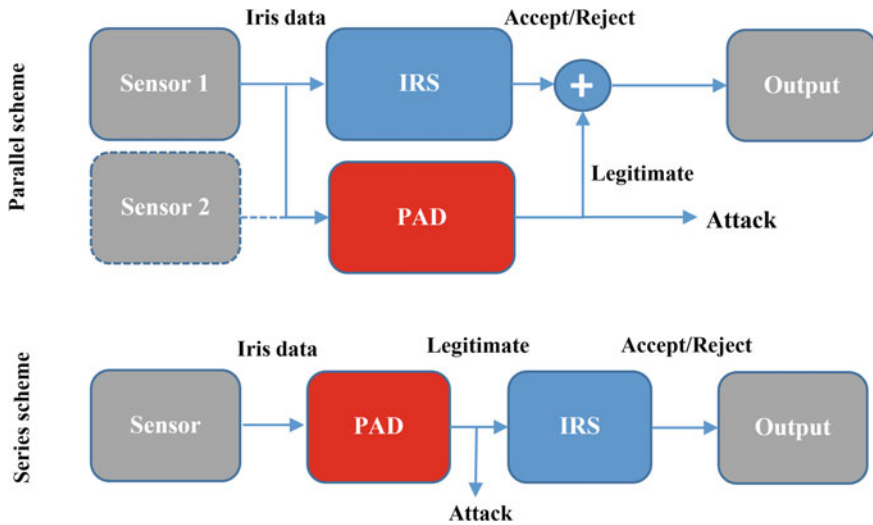 Parallel scheme
Iris data
Accept/Reject
Sensor 1
IRS
+
Output
Sensor 2
PAD
Legitimate
Attack
Series scheme
Iris data
Legitimate
Accept/Reject
Sensor
PAD
IRS
Output
Attack